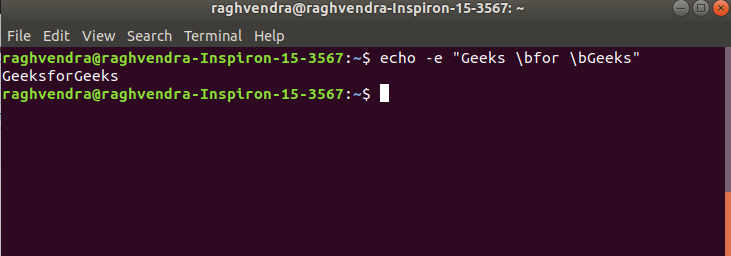 raghvendra@raghvendra-Inspiron-15-3567: ~
File Edit View Search Terminal Help
raghvendra@raghvendra-Inspiron-15-3567:~$ echo -e "Geeks \bfor \bGeeks"
GeeksforGeeks
raghvendra@raghvendra-Inspiron-15-3567:~$